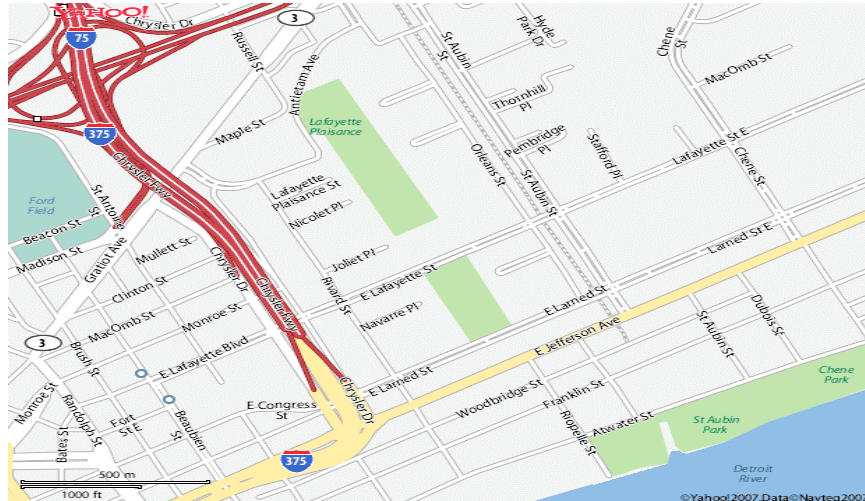 YAHOO!
Chrysler Dr
3
75
Russell St
Antietam Ave
St Aubin
St
Hyde
Park Dr
Chene
St
MacOmb St
Thornhill
Pl
Lafayette
Plaisance
375
Maple St
Pembridge
Pl
Stafford Pl
Lafayette St E
Chrysler Fwy
Orleans St
Chene St
Ford
Field
St Antoine
St
Lafayette
Plaisance St
Nicolet Pl
St Aubin St
Beacon St
Madison St
Gratiot Ave
Mullett St
Chrysler Dr
Joliet Pl
Larned St E
Clinton St
Chrysler Fwy
Rivard St
E Lafayette St
E Larned St
MacOmb St
Monroe St
Navarre Pl
3
Brush St
E Lafayette Blvd
E Jefferson Ave
St Aubin
St
Dubois St
E Larned St
Chrysler Dr
Monroe St
Randolph St
Fort
St E
Beaubien
St
E Congress
St
Woodbridge St
Franklin St
Riopelle St
Atwater St
Chene
Park
St Aubin
Park
Bates St
375
500 m
1000 ft
Detroit
River
©Yahoo!2007,Data©Navteq2007